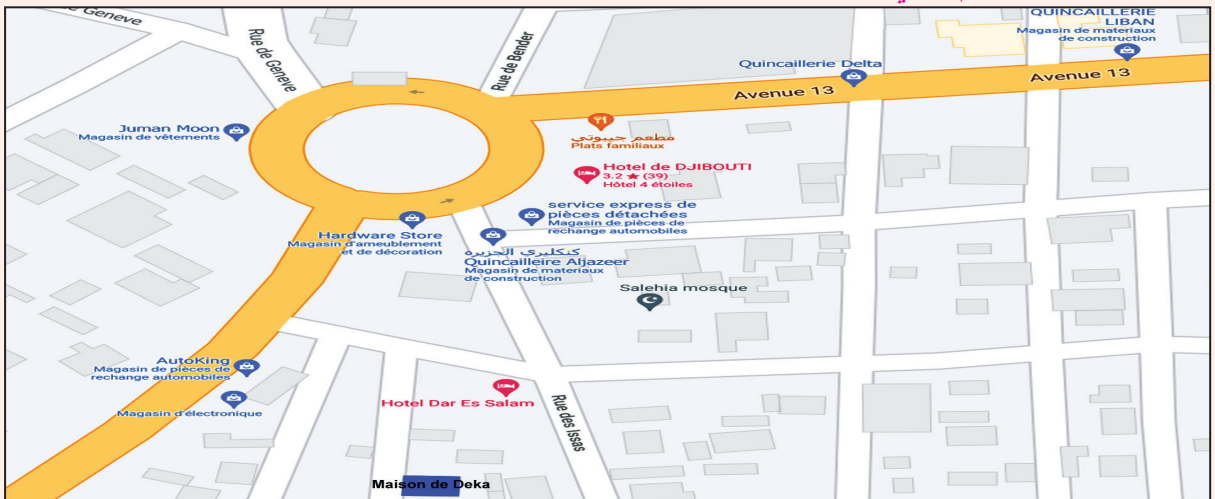 Rue de Geneve
Rue de Geneve
Rue de Bender
QUINCAILLERIE
LIBAN
Magasin de materiaux
de construction
Quincaillerie Delta
Avenue 13
Avenue 13
Juman Moon
Magasin de vêtements
مطعم جيبوتي
Plats familiaux
Hotel de DJIBOUTI
3.2 ★ (39)
Hôtel 4 étoiles
service express de
pièces détachées
Magasin de pièces de
rechange automobiles
Hardware Store
Magasin d'ameublement
et de décoration
كنكليري الجزيره
Quincailleire Aljazeer
Magasin de materiaux
de construction
Salehia mosque
AutoKing
Magasin de pièces de
rechange automobiles
Magasin d'électronique
Hotel Dar Es Salam
Rue des Issas
Maison de Deka